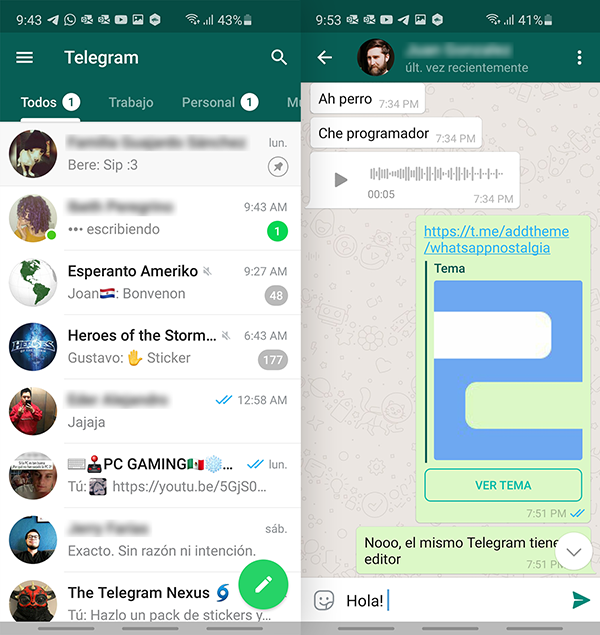 9:43
43%
Telegram
Todos 1
Trabajo
Personal 1
Mu
lun.
Bere: Sip :3
9:43 AM
••• escribiendo
1
Esperanto Ameriko
9:27 AM
Joan🇵🇾: Bonvenon
48
Heroes of the Storm...
6:43 AM
Gustavo: 🖐 Sticker
177
12:58 AM
Jajaja
⌨️🕹️PC GAMING🇲🇽❄️...
lun.
Tú: https://youtu.be/5GjS0...
sáb.
Exacto. Sin razón ni intención.
The Telegram Nexus 🌀
Tú: Hazlo un pack de stickers y...
9:53
41%
últ. vez recientemente
Ah perro
7:34 PM
Che programador
7:34 PM
00:05
7:34 PM
https://t.me/addtheme
/whatsappnostalgia
Tema
VER TEMA
7:51 PM
Nooo, el mismo Telegram tiene
editor
7:51 PM
Hola!